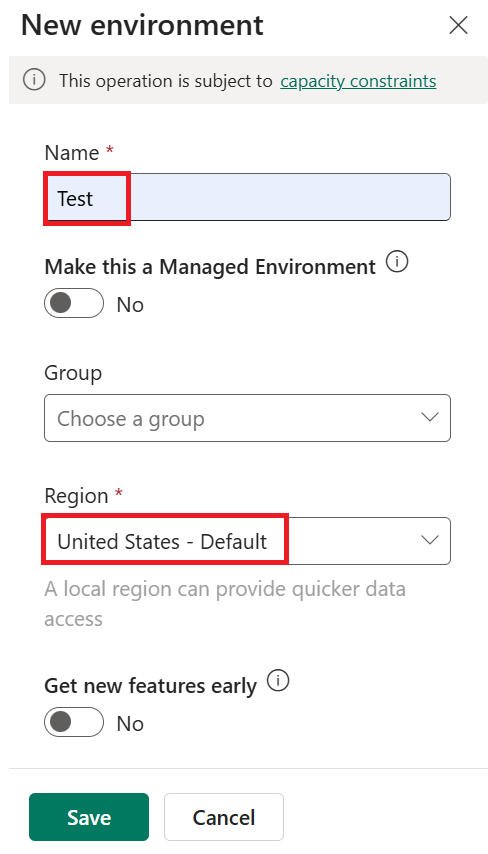 New environment
This operation is subject to capacity constraints
Name *
Test
Make this a Managed Environment
No
Group
Choose a group
Region *
United States - Default
A local region can provide quicker data
access
Get new features early
No
Save Cancel